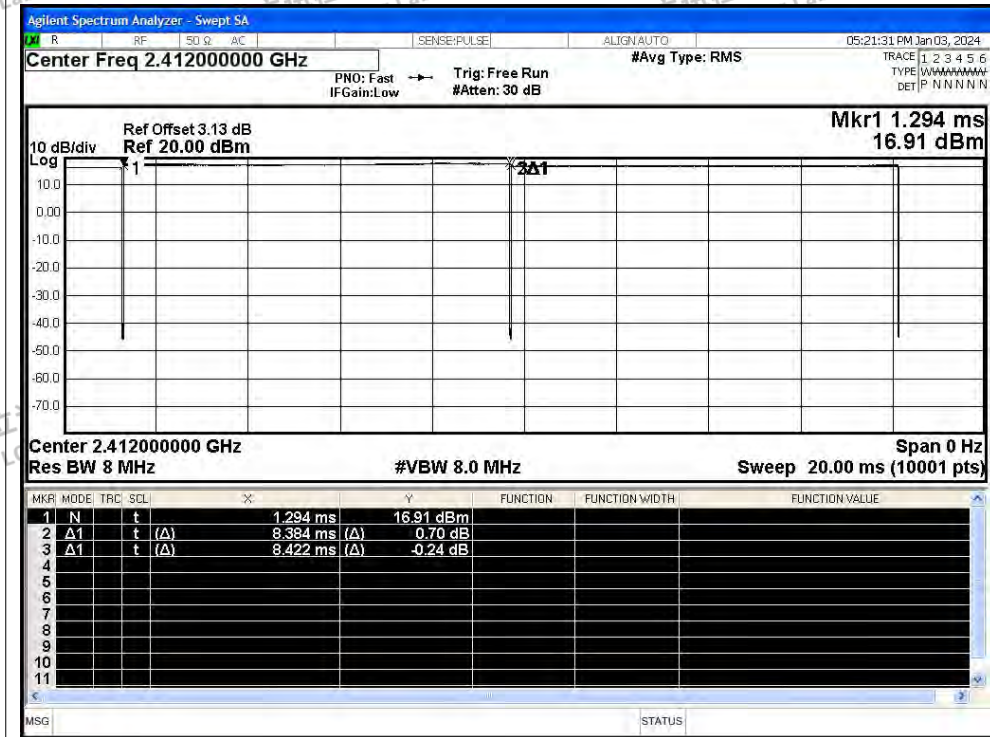 Agilent Spectrum Analyzer - Swept SA
R RF 50 Ω AC SENSE:PULSE ALIGN AUTO 05:21:31 PM Jan 03, 2024
Center Freq 2.412000000 GHz #Avg Type: RMS TRACE 1 2 3 4 5 6
PNO: Fast Trig: Free Run TYPE
IFGain:Low #Atten: 30 dB DET P N N N N N
Mkr1 1.294 ms
Ref Offset 3.13 dB
10 dB/div Ref 20.00 dBm 16.91 dBm
Log
1
2
3Δ1
10.0
0.00
-10.0
-20.0
-30.0
-40.0
-50.0
-60.0
-70.0
Center 2.412000000 GHz Span 0 Hz
Res BW 8 MHz #VBW 8.0 MHz Sweep 20.00 ms (10001 pts)
MKR MODE TRC SCL X Y FUNCTION FUNCTION WIDTH FUNCTION VALUE
1 N t 1.294 ms 16.91 dBm
2 Δ1 t (Δ) 8.384 ms (Δ) 0.70 dB
3 Δ1 t (Δ) 8.422 ms (Δ) -0.24 dB
4
5
6
7
8
9
10
11
MSG STATUS